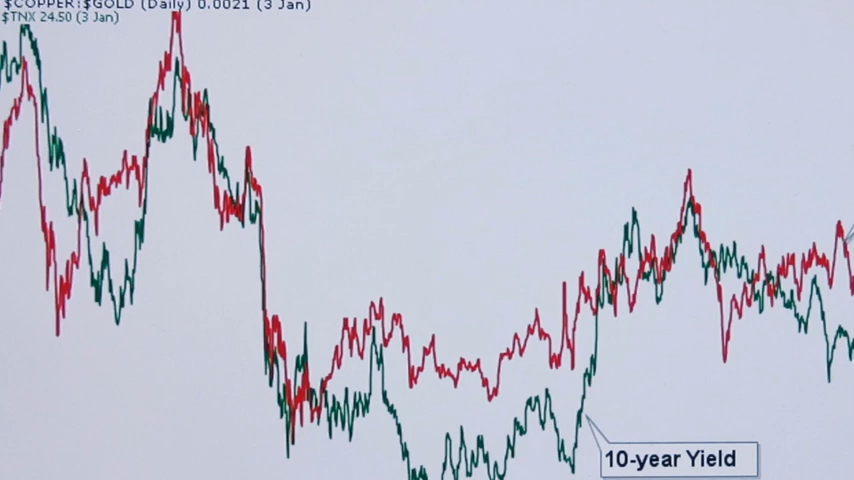 $COPPER:$GOLD (Daily) 0.0021 (3 Jan)
$TNX 24.50 (3 Jan)
10-year Yield